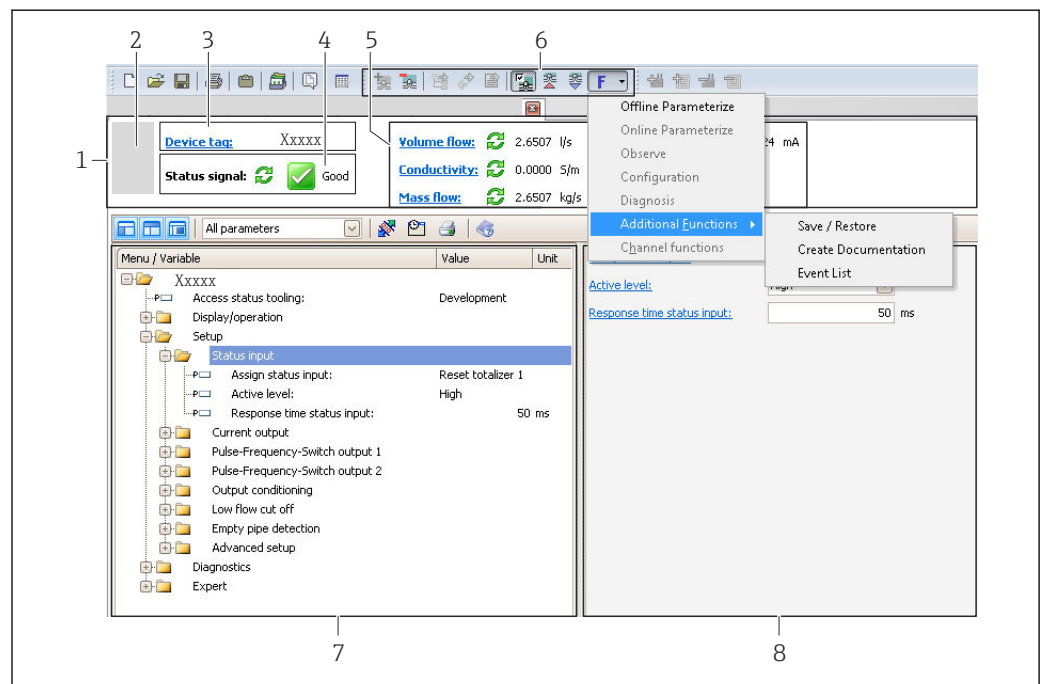 2 3 4 5 6
F
Offline Parameterize
Online Parameterize
Observe
Configuration
Diagnosis
Additional Functions
Channel functions
Save / Restore
Create Documentation
Event List
1
Device tag: Xxxxx
Status signal: Good
Volume flow: 2.6507 l/s
24 mA
Conductivity: 0.0000 S/m
Mass flow: 2.6507 kg/s
All parameters
Menu / Variable Value Unit
Xxxxx
Access status tooling: Development
Display/operation
Setup
Status input
Assign status input: Reset totalizer 1
Active level: High
Response time status input: 50 ms
Current output
Pulse-Frequency-Switch output 1
Pulse-Frequency-Switch output 2
Output conditioning
Low flow cut off
Empty pipe detection
Advanced setup
Diagnostics
Expert
Active level: High
Response time status input: 50 ms
7 8